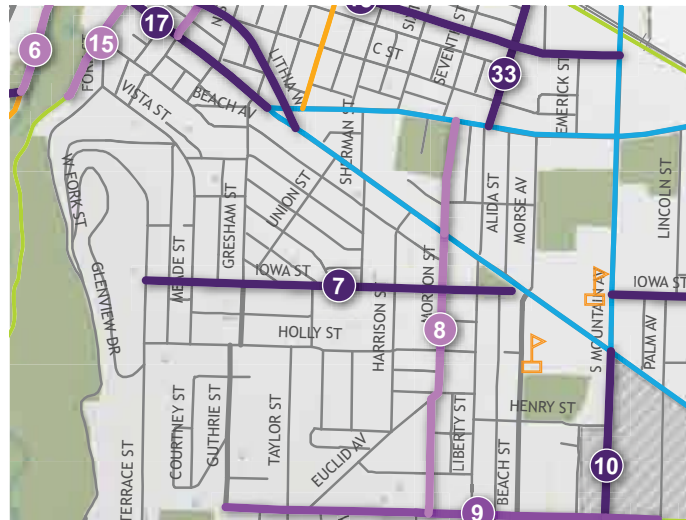 6
15
17
33
FOR
N S
LITHIA W
C ST
SIXT
SEVENTH ST
EMERICK ST
VISTA ST
BEACH AV
SHERMAN ST
UNION ST
W FORK ST
GLENVIEW DR
MEADE ST
GRESHAM ST
ALIDA ST
MORSE AV
LINCOLN ST
IOWA ST
7
IOWA ST
MORTON ST
8
HARRISON ST
HOLLY ST
S MOUNTAIN AV
PALM AV
HENRY ST
TERRACE ST
COURTNEY ST
GUTHRIE ST
TAYLOR ST
EUCLID AV
LIBERTY ST
BEACH ST
10
9